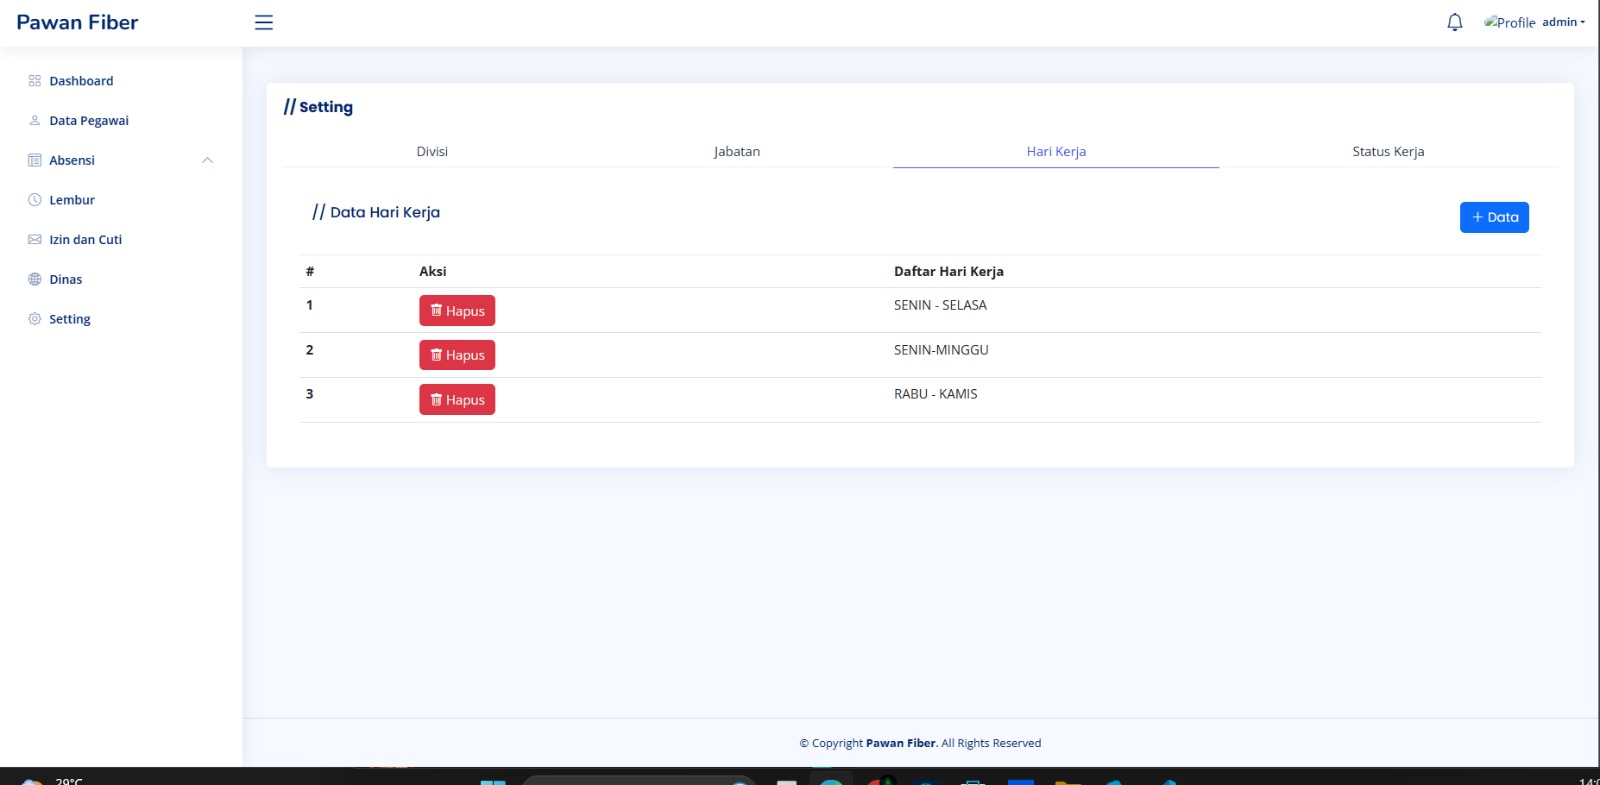 Pawan Fiber
Profile admin
Dashboard
Data Pegawai
Absensi
Lembur
Izin dan Cuti
Dinas
Setting
// Setting
Divisi Jabatan Hari Kerja Status Kerja
// Data Hari Kerja
+ Data
# Aksi Daftar Hari Kerja
1 Hapus SENIN - SELASA
2 Hapus SENIN-MINGGU
3 Hapus RABU - KAMIS
© Copyright Pawan Fiber. All Rights Reserved
29°C